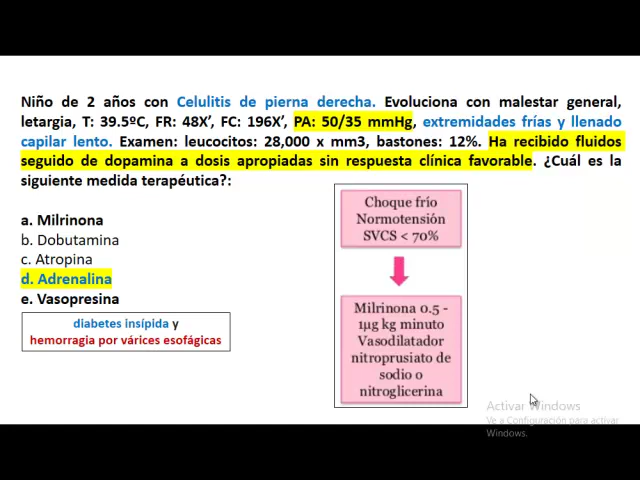 Niño de 2 años con Celulitis de pierna derecha. Evoluciona con malestar general,
letargia, T: 39.5ºC, FR: 48X’, FC: 196X’, PA: 50/35 mmHg, extremidades frías y llenado
capilar lento. Examen: leucocitos: 28,000 x mm3, bastones: 12%. Ha recibido fluidos
seguido de dopamina a dosis apropiadas sin respuesta clínica favorable. ¿Cuál es la
siguiente medida terapéutica?:
a. Milrinona
b. Dobutamina
c. Atropina
d. Adrenalina
e. Vasopresina
diabetes insípida y
hemorragia por várices esofágicas
Choque frío
Normotensión
SVCS < 70%
Milrinona 0.5 -
1µg kg minuto
Vasodilatador
nitroprusiato de
sodio o
nitroglicerina
Activar Windows
Ve a Configuración para activar
Windows.